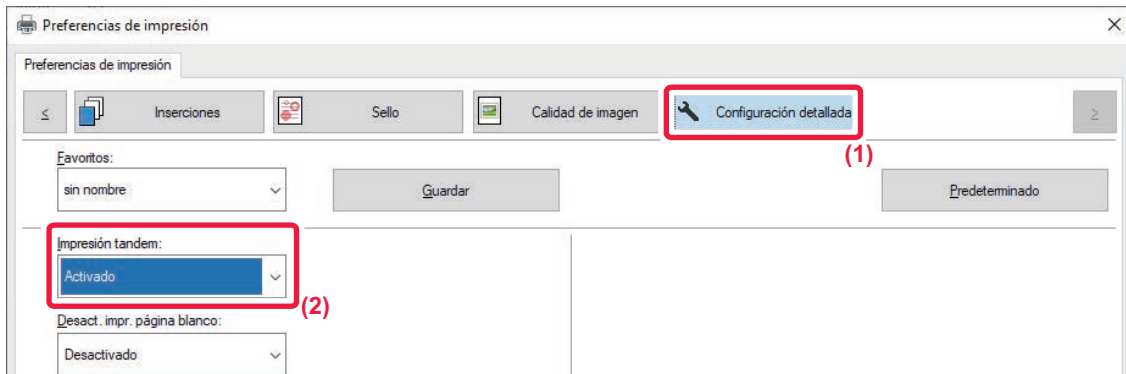 Preferencias de impresión
Preferencias de impresión
< Inserciones Sello Calidad de imagen Configuración detallada >
(1)
Favoritos:
sin nombre Guardar Predeterminado
Impresión tandem:
Activado
(2)
Desact. impr. página blanco:
Desactivado